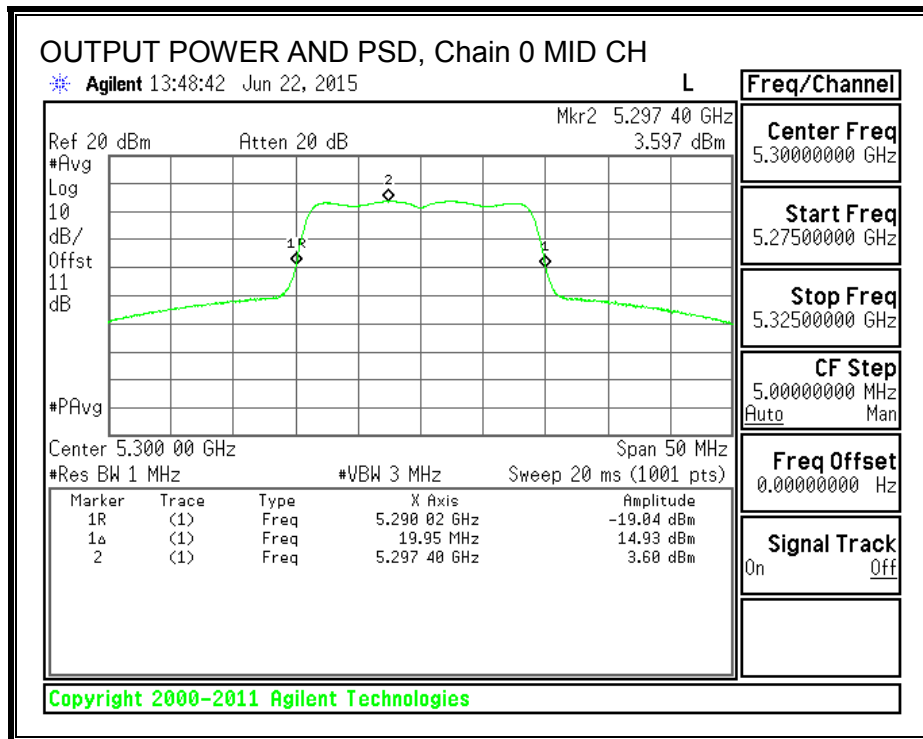 OUTPUT POWER AND PSD, Chain 0 MID CH
Agilent 13:48:42 Jun 22, 2015 L
Mkr2 5.297 40 GHz
Ref 20 dBm Atten 20 dB 3.597 dBm
#Avg
Log
10
dB/
Offst
11
dB
#PAvg
2
1R
1
Center 5.300 00 GHz Span 50 MHz
#Res BW 1 MHz #VBW 3 MHz Sweep 20 ms (1001 pts)
Marker Trace Type X Axis Amplitude
1R (1) Freq 5.290 02 GHz -19.04 dBm
1Δ (1) Freq 19.95 MHz 14.93 dBm
2 (1) Freq 5.297 40 GHz 3.60 dBm
Freq/Channel
Center Freq
5.30000000 GHz
Start Freq
5.27500000 GHz
Stop Freq
5.32500000 GHz
CF Step
5.00000000 MHz
Auto Man
Freq Offset
0.00000000 Hz
Signal Track
On Off
Copyright 2000-2011 Agilent Technologies